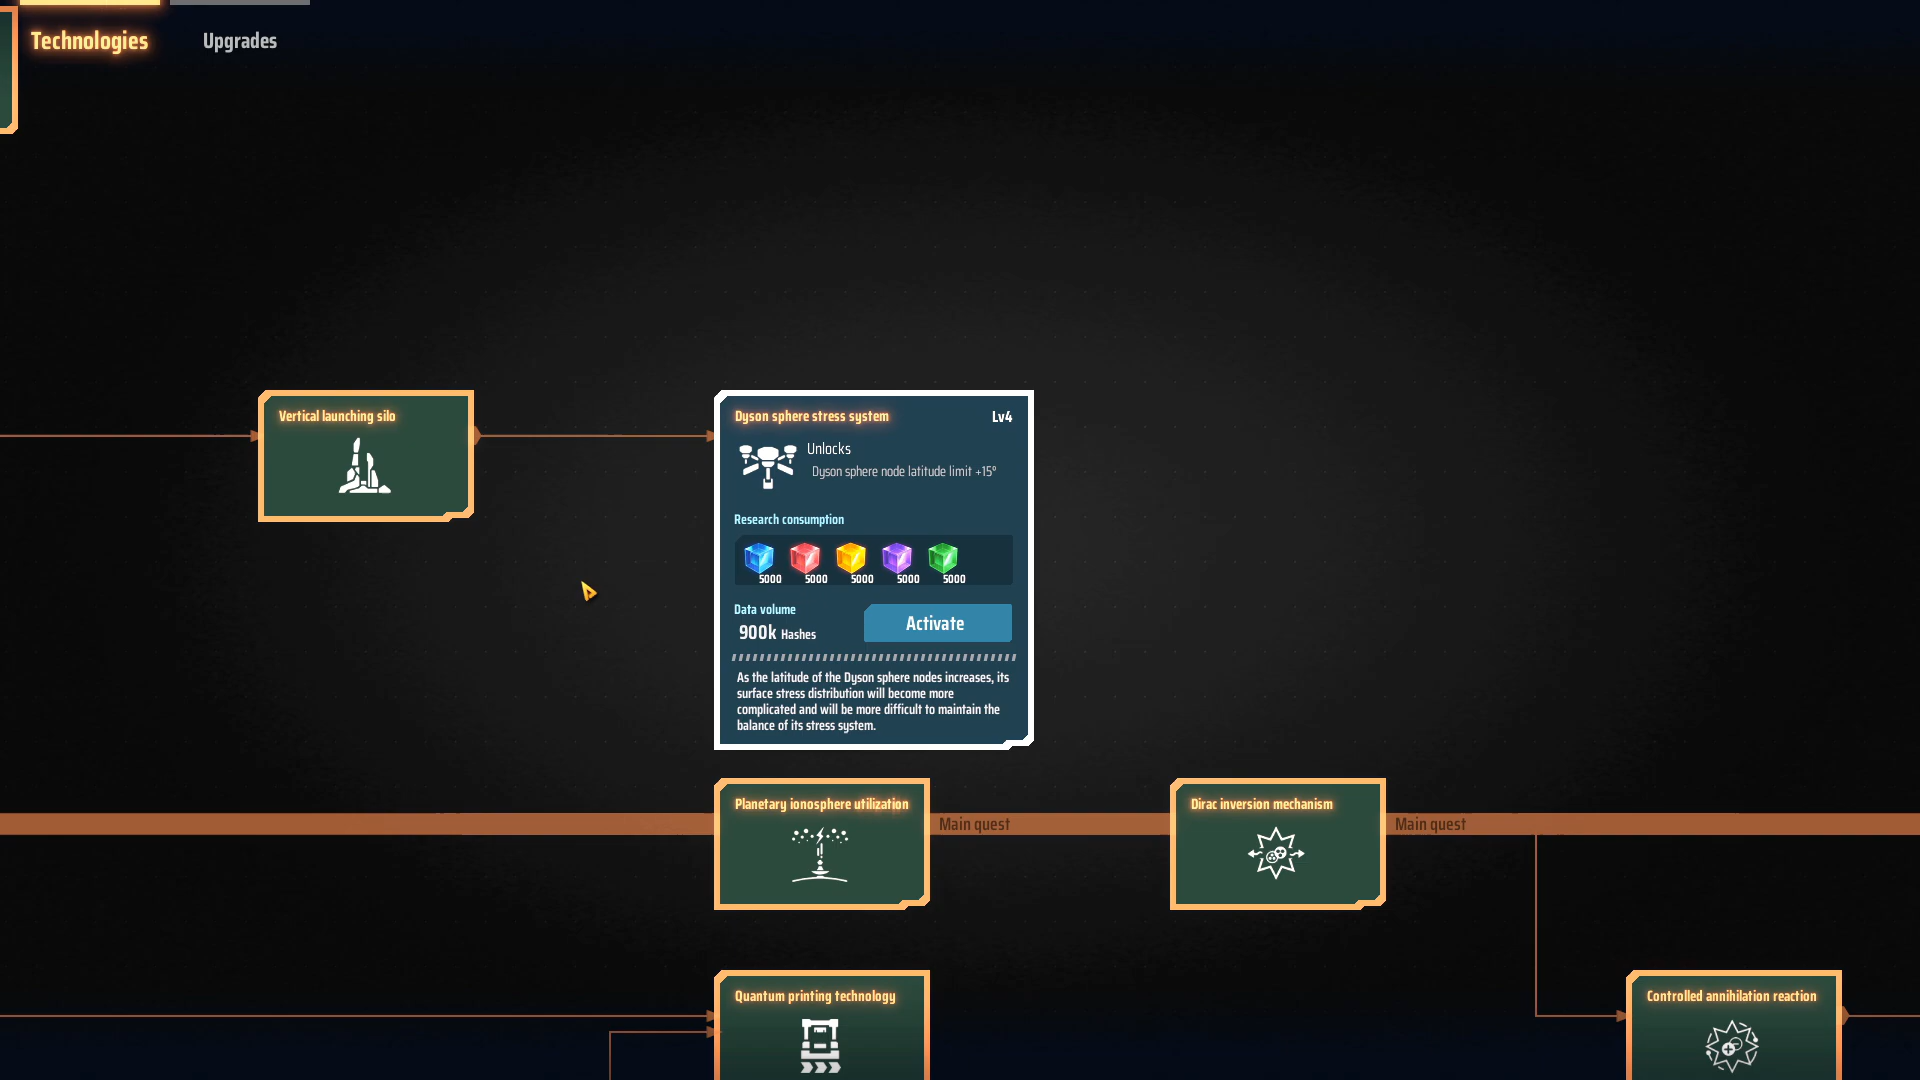 Technologies
Upgrades
Vertical launching silo
Dyson sphere stress system
Lv4
Unlocks
Dyson sphere node latitude limit +15°
Research consumption
5000 5000 5000 5000 5000
Data volume
900k Hashes
Activate
As the latitude of the Dyson sphere nodes increases, its
surface stress distribution will become more
complicated and will be more difficult to maintain the
balance of its stress system.
Planetary ionosphere utilization
Main quest
Dirac inversion mechanism
Main quest
Quantum printing technology
Controlled annihilation reaction